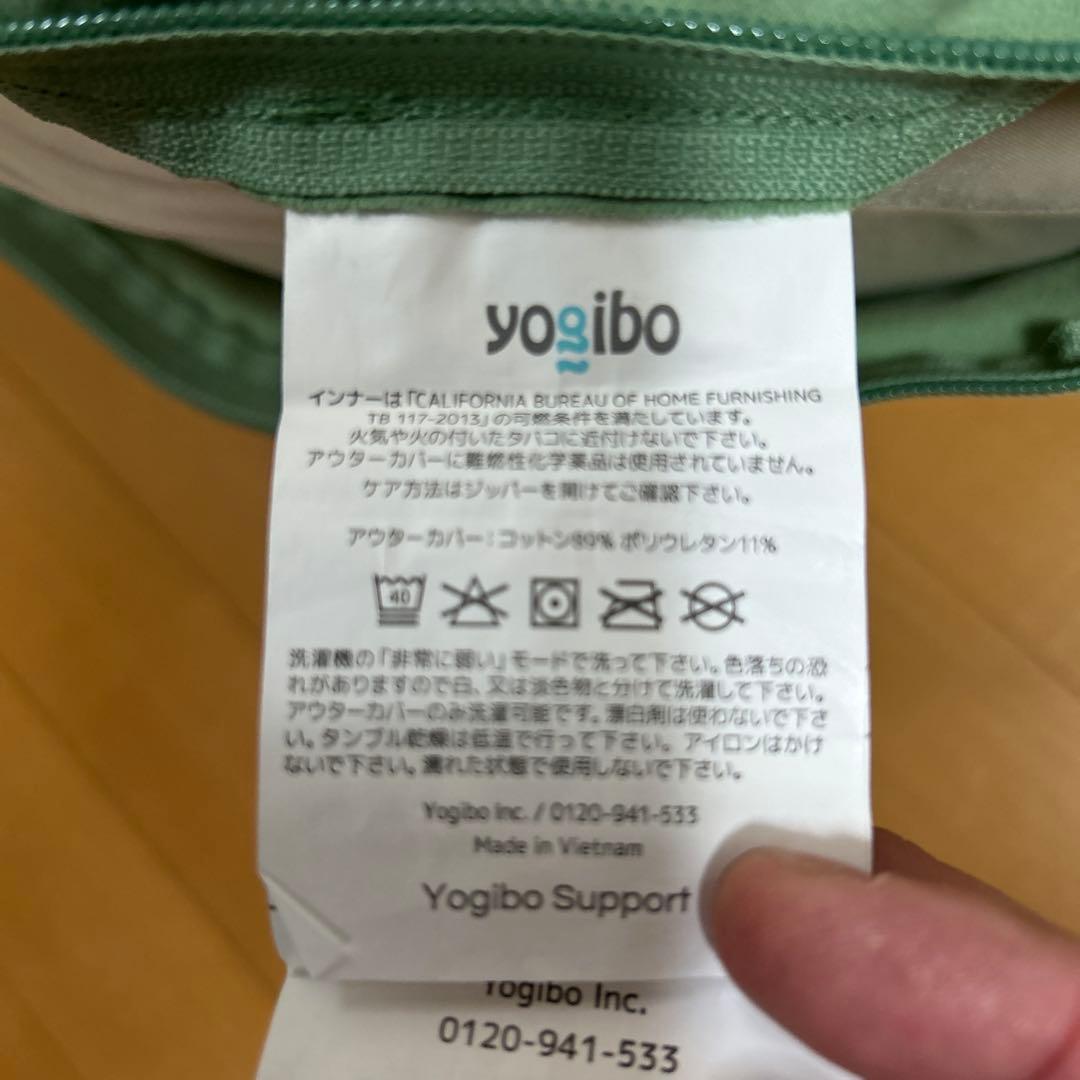 yogibo
インナーは「CALIFORNIA BUREAU OF HOME FURNISHING
TB 117-2013」の可燃条件を満たしています。
火気や火の付いたタバコに近付けないで下さい。
アウターカバーに難燃性化学薬品は使用されていません。
ケア方法はジッパーを開けてご確認下さい。
アウターカバー：コットン89% ポリウレタン11%
40
洗濯機の「非常に弱い」モードで洗って下さい。色落ちの恐
れがありますので白、又は淡色物と分けて洗濯して下さい。
アウターカバーのみ洗濯可能です。漂白剤は使わないで下さ
い。タンブル乾燥は低温で行って下さい。アイロンはかけ
ないで下さい。濡れた状態で使用しないで下さい。
Yogibo Inc. / 0120-941-533
Made in Vietnam
Yogibo Support
Yogibo Inc.
0120-941-533